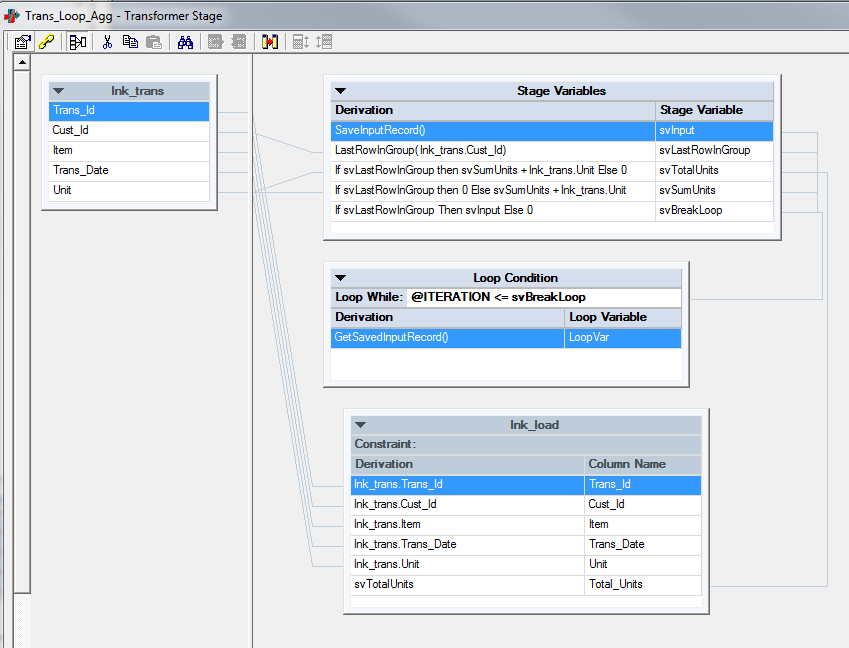 Trans_Loop_Agg - Transformer Stage
lnk_trans
Trans_Id
Cust_Id
Item
Trans_Date
Unit
Stage Variables
Derivation Stage Variable
SaveInputRecord() svInput
LastRowInGroup(lnk_trans.Cust_Id) svLastRowInGroup
If svLastRowInGroup then svSumUnits + lnk_trans.Unit Else 0 svTotalUnits
If svLastRowInGroup then 0 Else svSumUnits + lnk_trans.Unit svSumUnits
If svLastRowInGroup Then svInput Else 0 svBreakLoop
Loop Condition
Loop While: @ITERATION <= svBreakLoop
Derivation Loop Variable
GetSavedInputRecord() LoopVar
lnk_load
Constraint:
Derivation Column Name
lnk_trans.Trans_Id Trans_Id
lnk_trans.Cust_Id Cust_Id
lnk_trans.Item Item
lnk_trans.Trans_Date Trans_Date
lnk_trans.Unit Unit
svTotalUnits Total_Units